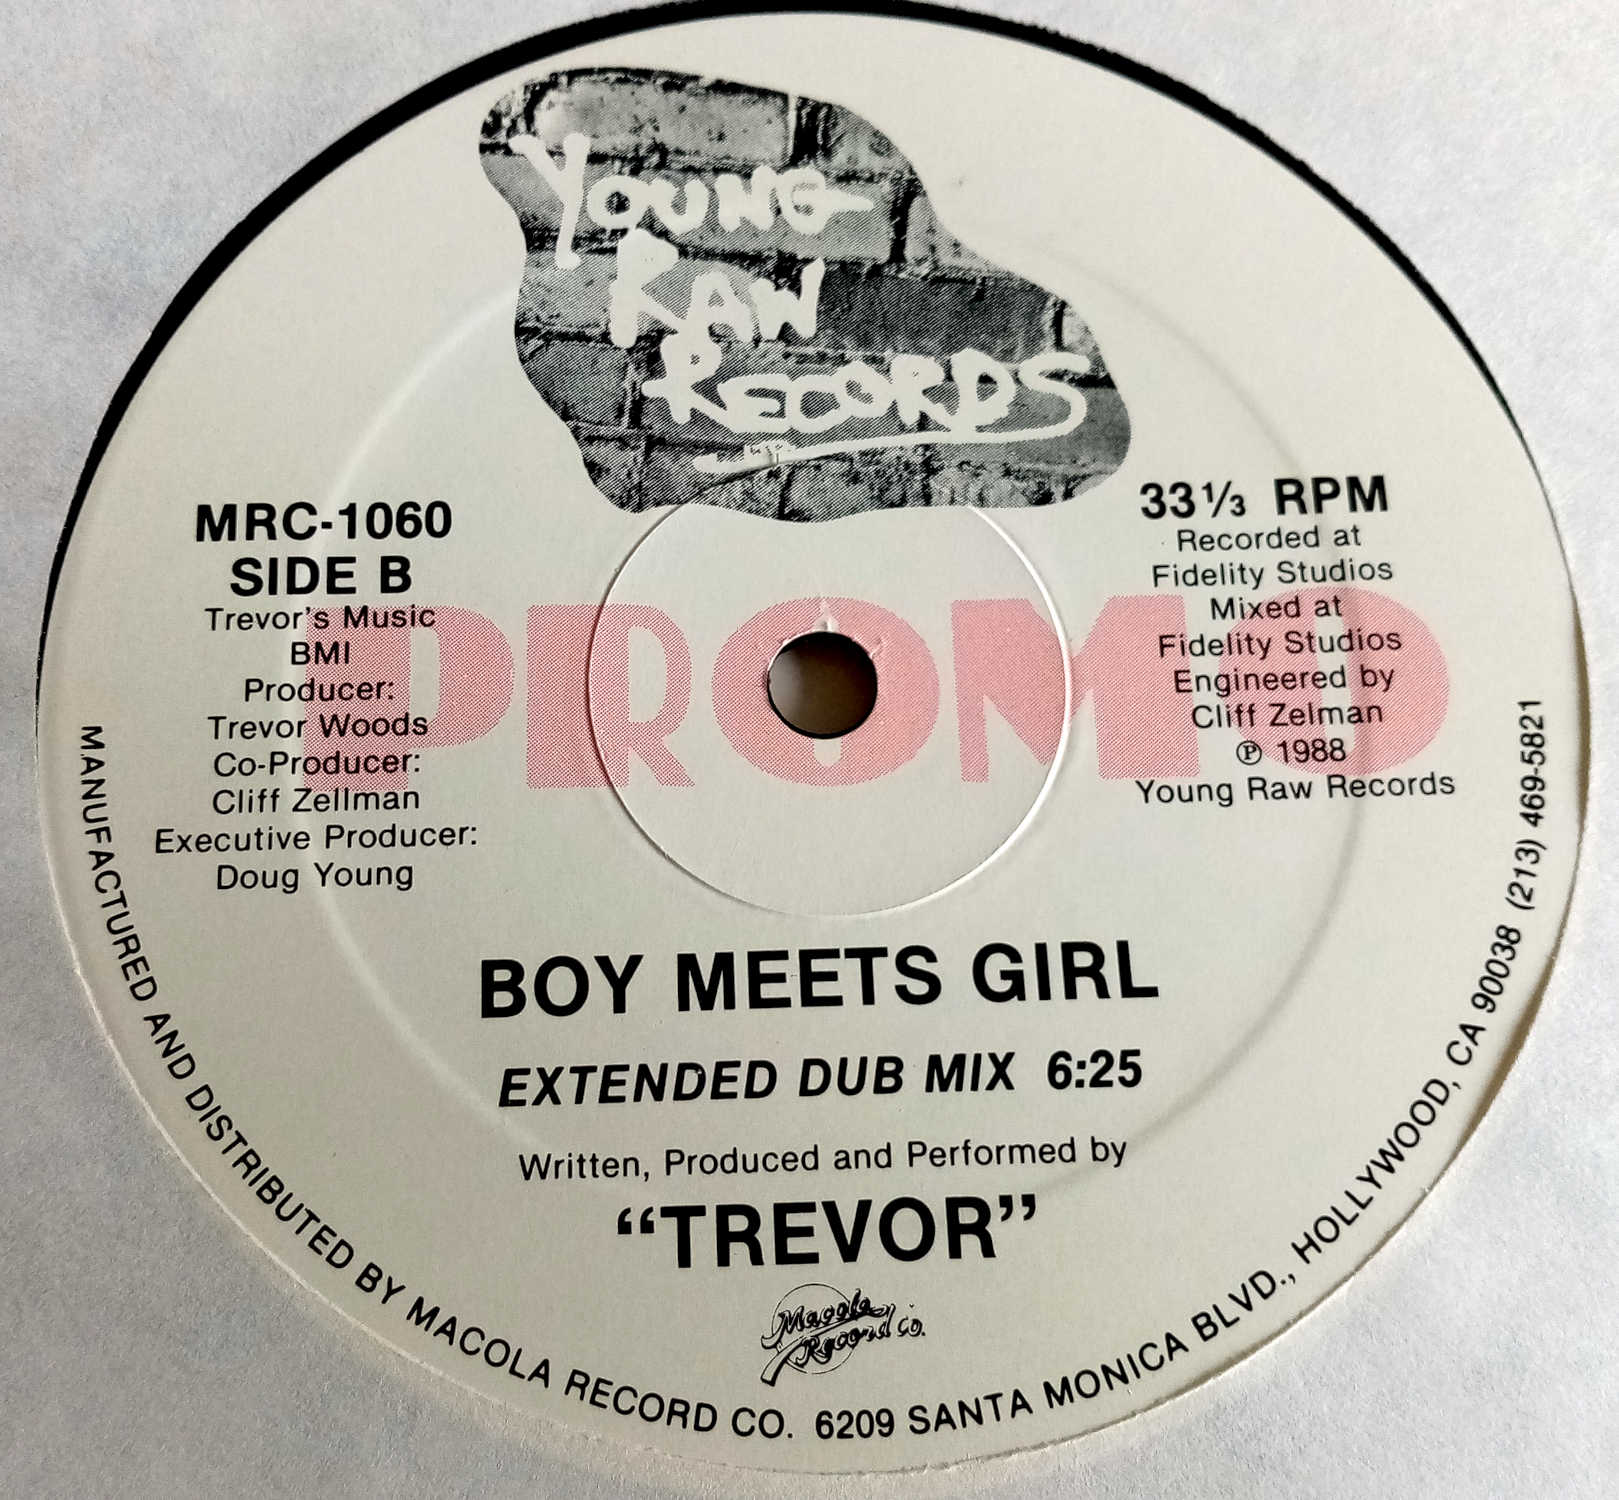 YOUNG
RAW
RECORDS
MRC-1060
SIDE B
Trevor's Music
BMI
Producer:
Trevor Woods
Co-Producer:
Cliff Zellman
Executive Producer:
Doug Young
33⅓ RPM
Recorded at
Fidelity Studios
Mixed at
Fidelity Studios
Engineered by
Cliff Zelman
℗ 1988
Young Raw Records
PROMO
BOY MEETS GIRL
EXTENDED DUB MIX 6:25
Written, Produced and Performed by
“TREVOR”
Macola
Record Co.
MANUFACTURED AND DISTRIBUTED BY MACOLA RECORD CO. 6209 SANTA MONICA BLVD., HOLLYWOOD, CA 90038 (213) 469-5821